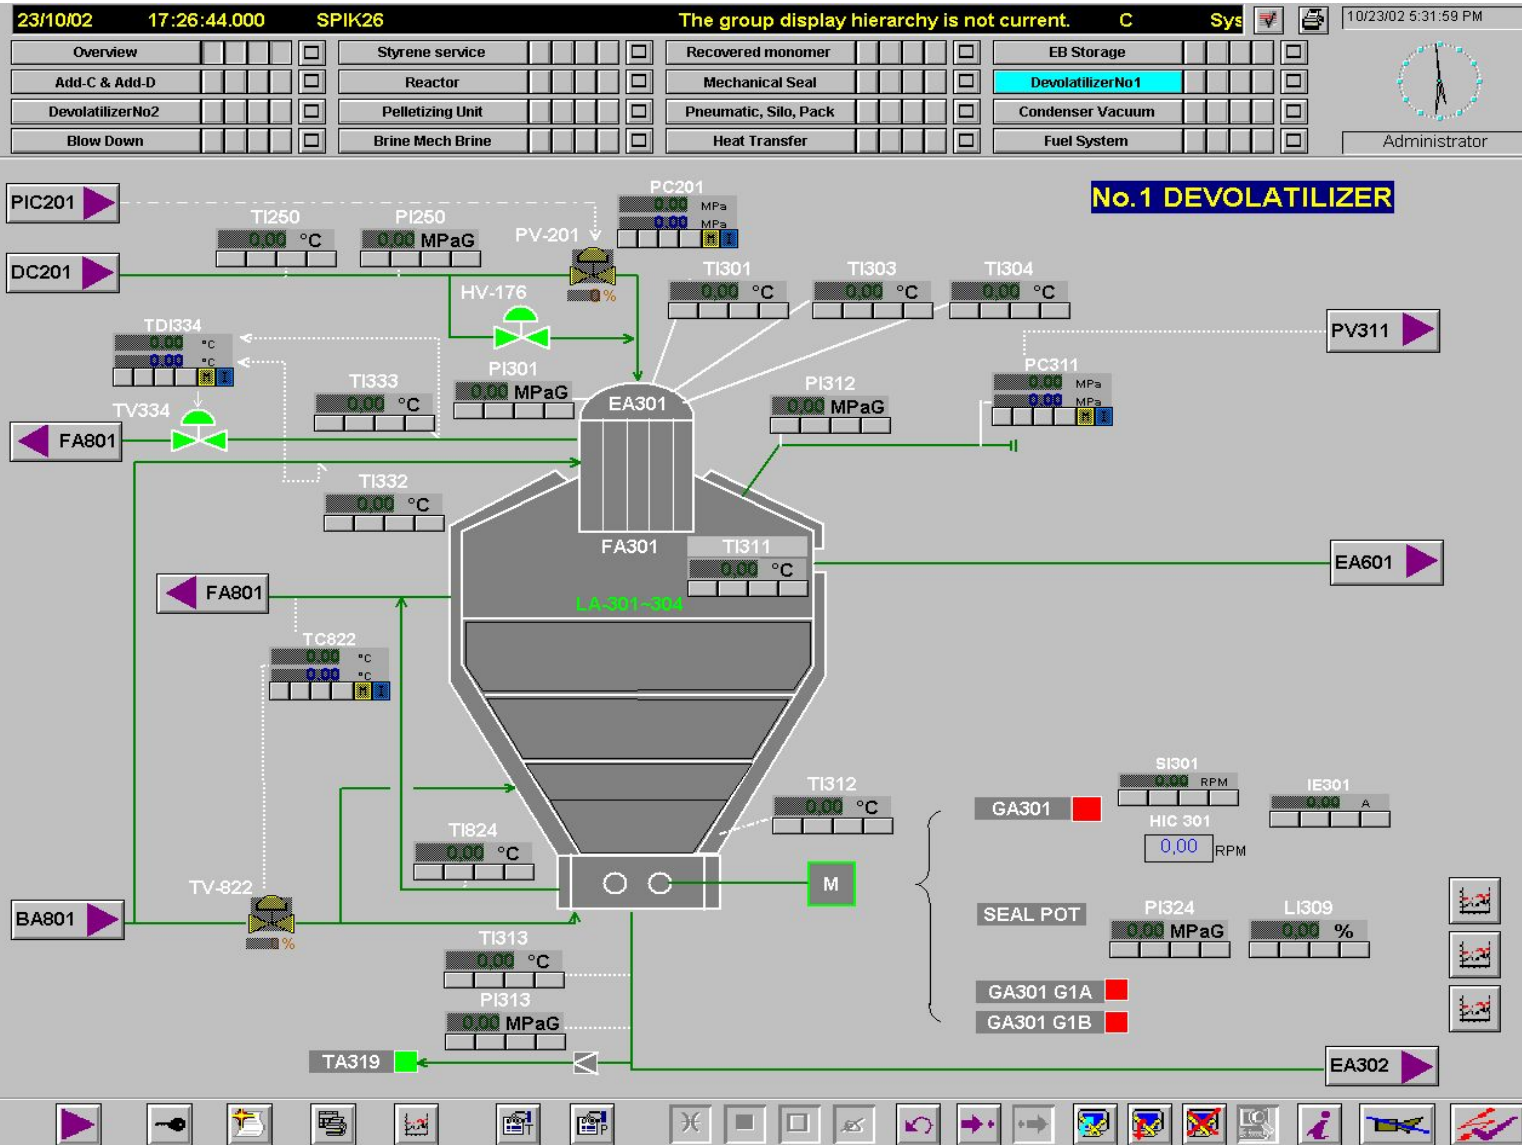 23/10/02 17:26:44.000 SPIK26 The group display hierarchy is not current. C Sys
10/23/02 5:31:59 PM
Overview Styrene service Recovered monomer EB Storage
Add-C & Add-D Reactor Mechanical Seal DevolatilizerNo1
DevolatilizerNo2 Pelletizing Unit Pneumatic, Silo, Pack Condenser Vacuum
Blow Down Brine Mech Brine Heat Transfer Fuel System
Administrator
No.1 DEVOLATILIZER
PIC201
PC201
0.00 MPa
0.00 MPa
M I
TI250
0,00 °C
PI250
0,00 MPaG
PV-201
0 %
DC201
TI301
0,00 °C
TI303
0,00 °C
TI304
0,00 °C
HV-176
TDI334
0.00 °C
0.00 °C
M I
PV311
PI301
0,00 MPaG
TI333
0,00 °C
PI312
0,00 MPaG
PC311
0.00 MPa
0.00 MPa
M I
TV334
EA301
FA801
TI332
0,00 °C
FA301
TI311
0,00 °C
EA601
FA801
LA-301~304
TC822
0.00 °C
0.00 °C
M I
TI312
0,00 °C
SI301
0,00 RPM
IE301
0,00 A
GA301
HIC 301
0,00 RPM
TI824
0,00 °C
TV-822
0 %
M
BA801
SEAL POT
PI324
0,00 MPaG
LI309
0,00 %
TI313
0,00 °C
PI313
0,00 MPaG
GA301 G1A
GA301 G1B
TA319
EA302
T
P
i